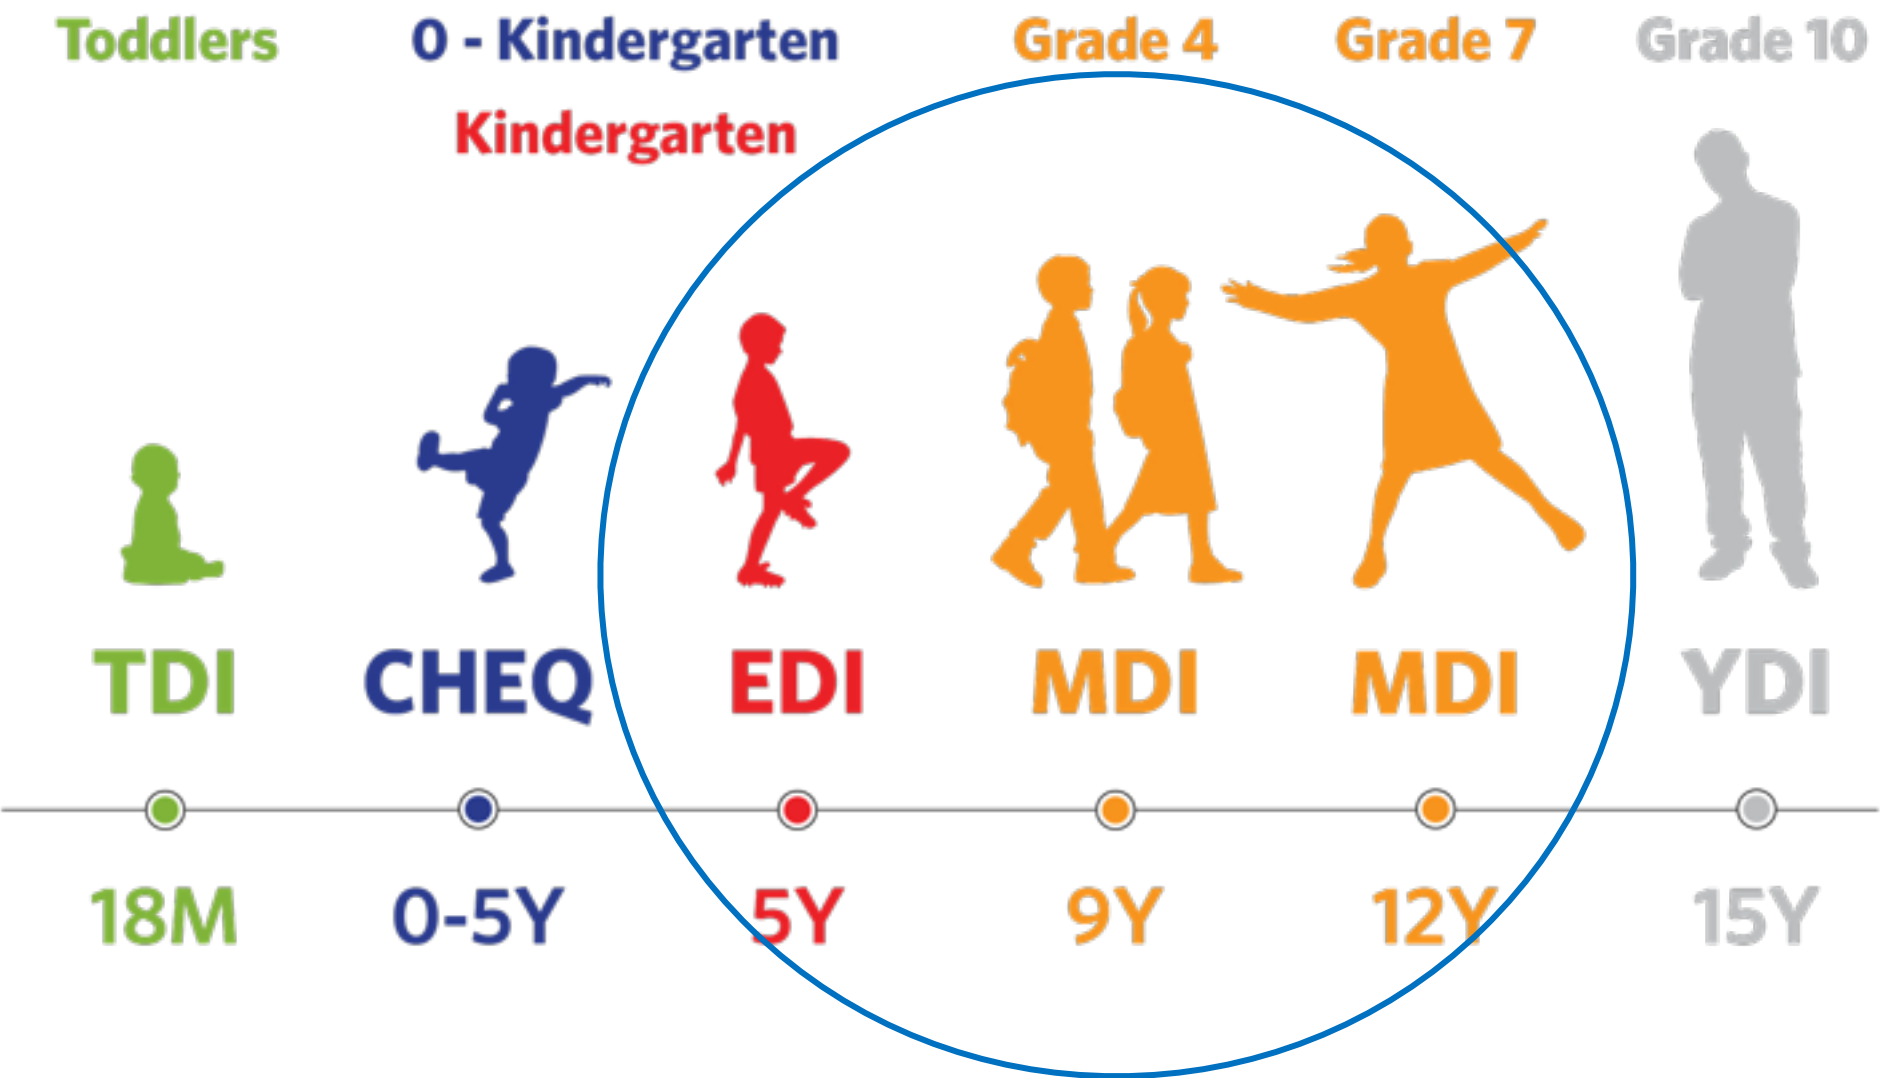 Toddlers 0 - Kindergarten Grade 4 Grade 7 Grade 10
Kindergarten
TDI CHEQ EDI MDI MDI YDI
18M 0-5Y 5Y 9Y 12Y 15Y